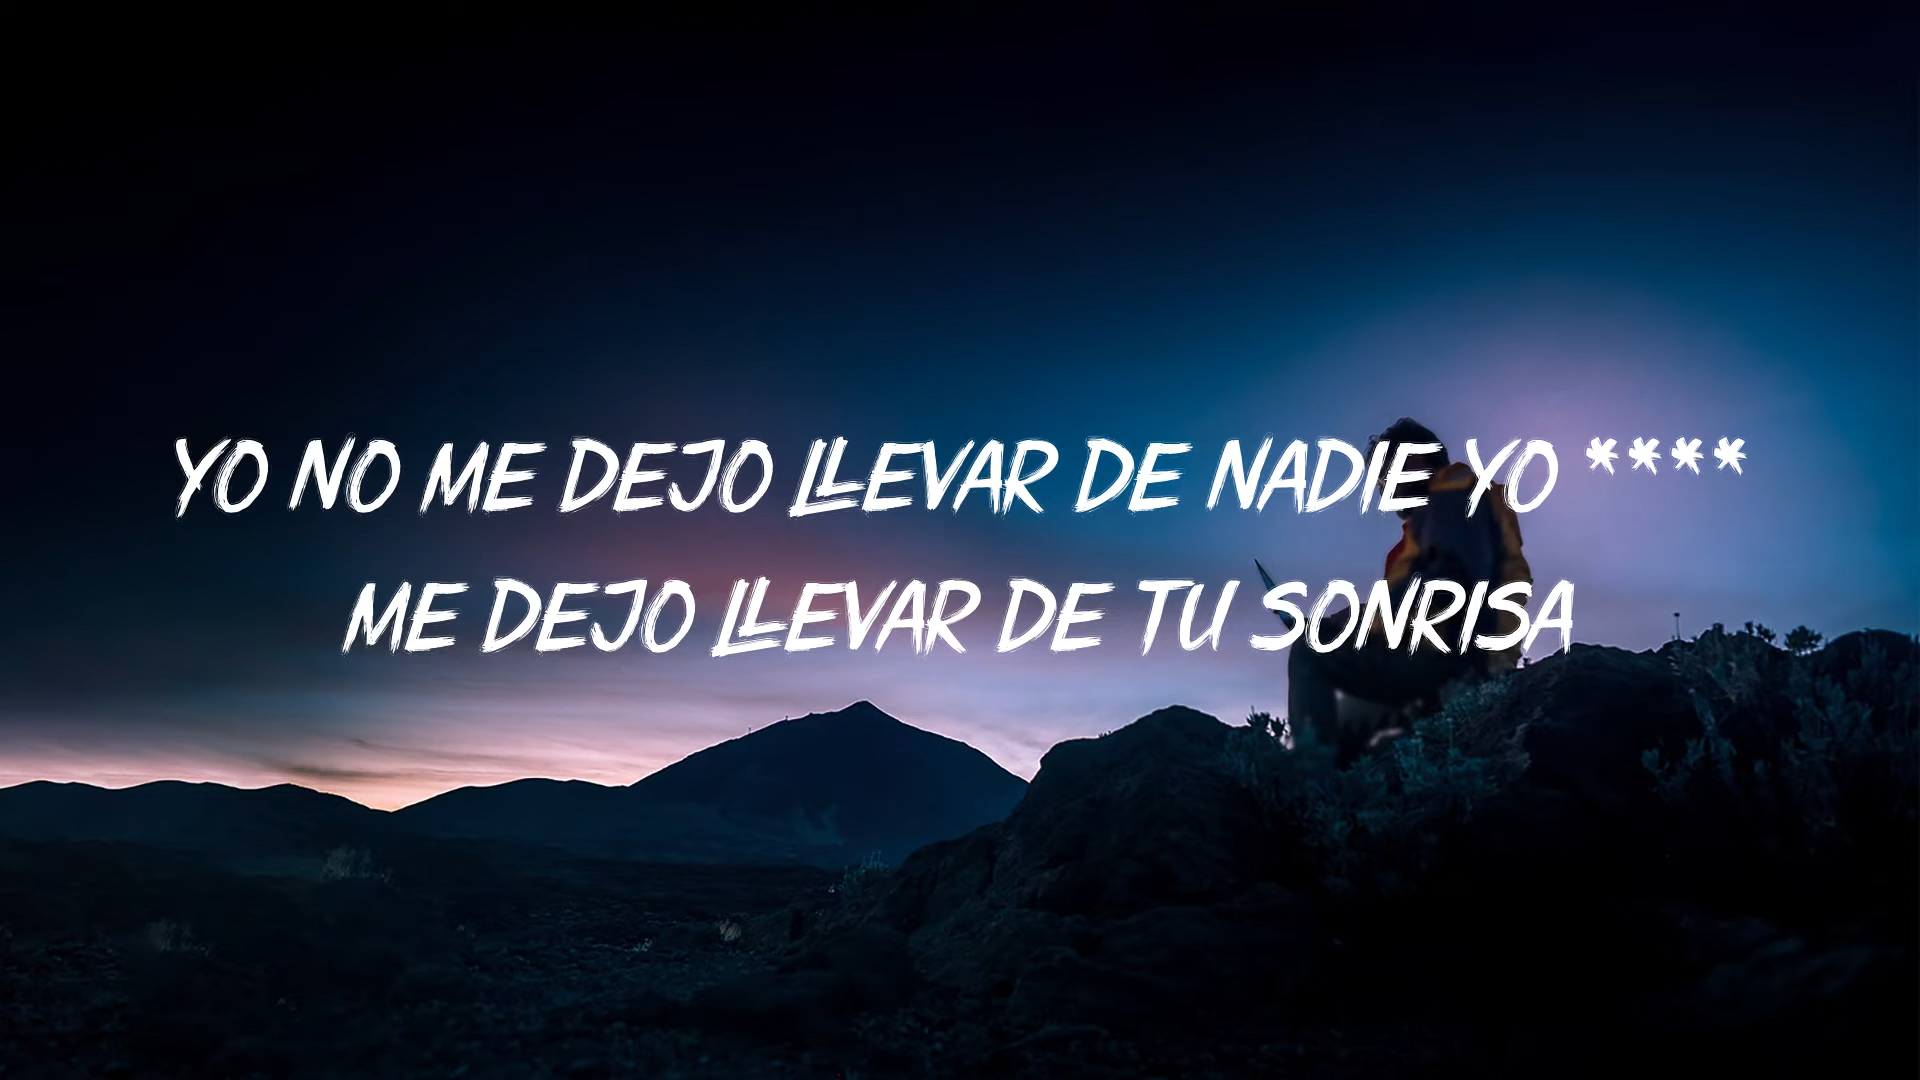 YO NO ME DEJO LLEVAR DE NADIE YO ****
ME DEJO LLEVAR DE TU SONRISA